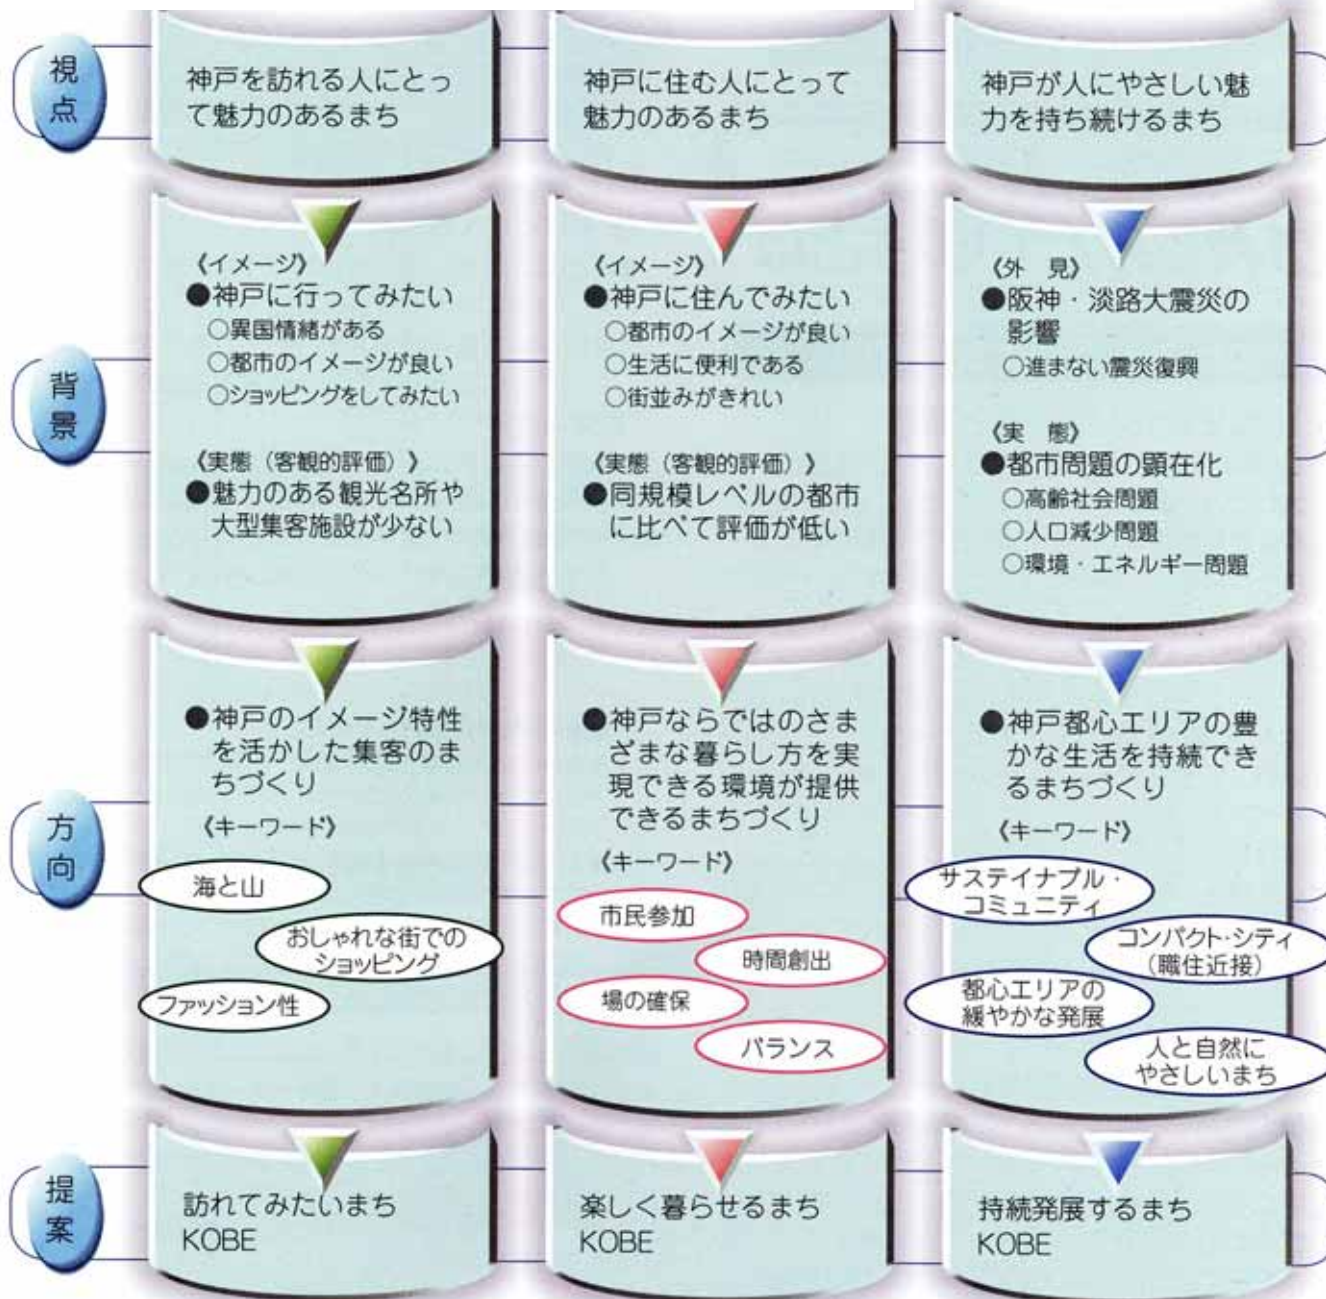 視点
神戸を訪れる人にとっ
て魅力のあるまち
神戸に住む人にとって
魅力のあるまち
神戸が人にやさしい魅
力を持ち続けるまち
背景
《イメージ》
●神戸に行ってみたい
○異国情緒がある
○都市のイメージが良い
○ショッピングをしてみたい
《実態（客観的評価）》
●魅力のある観光名所や
大型集客施設が少ない
《イメージ》
●神戸に住んでみたい
○都市のイメージが良い
○生活に便利である
○街並みがきれい
《実態（客観的評価）》
●同規模レベルの都市
に比べて評価が低い
《外　見》
●阪神・淡路大震災の
影響
○進まない震災復興
《実　態》
●都市問題の顕在化
○高齢社会問題
○人口減少問題
○環境・エネルギー問題
方向
●神戸のイメージ特性
を活かした集客のま
ちづくり
《キーワード》
海と山
おしゃれな街での
ショッピング
ファッション性
●神戸ならではのさま
ざまな暮らし方を実
現できる環境が提供
できるまちづくり
《キーワード》
市民参加
時間創出
場の確保
バランス
●神戸都心エリアの豊
かな生活を持続でき
るまちづくり
《キーワード》
サステイナブル・
コミュニティ
コンパクト・シティ
（職住近接）
都心エリアの
緩やかな発展
人と自然に
やさしいまち
提案
訪れてみたいまち
KOBE
楽しく暮らせるまち
KOBE
持続発展するまち
KOBE